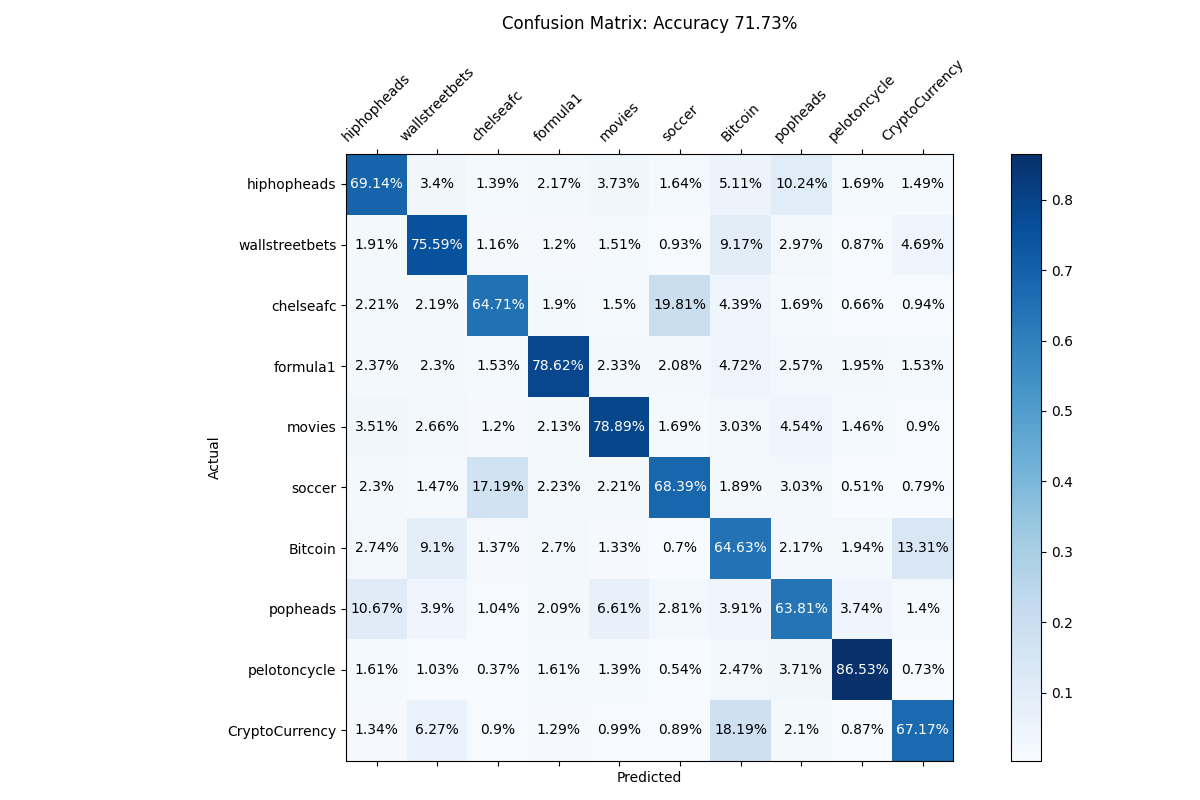 Confusion Matrix: Accuracy 71.73%
hiphopheads wallstreetbets chelseafc formula1 movies soccer Bitcoin popheads pelotoncycle CryptoCurrency
hiphopheads 69.14% 3.4% 1.39% 2.17% 3.73% 1.64% 5.11% 10.24% 1.69% 1.49%
wallstreetbets 1.91% 75.59% 1.16% 1.2% 1.51% 0.93% 9.17% 2.97% 0.87% 4.69%
chelseafc 2.21% 2.19% 64.71% 1.9% 1.5% 19.81% 4.39% 1.69% 0.66% 0.94%
formula1 2.37% 2.3% 1.53% 78.62% 2.33% 2.08% 4.72% 2.57% 1.95% 1.53%
movies 3.51% 2.66% 1.2% 2.13% 78.89% 1.69% 3.03% 4.54% 1.46% 0.9%
soccer 2.3% 1.47% 17.19% 2.23% 2.21% 68.39% 1.89% 3.03% 0.51% 0.79%
Bitcoin 2.74% 9.1% 1.37% 2.7% 1.33% 0.7% 64.63% 2.17% 1.94% 13.31%
popheads 10.67% 3.9% 1.04% 2.09% 6.61% 2.81% 3.91% 63.81% 3.74% 1.4%
pelotoncycle 1.61% 1.03% 0.37% 1.61% 1.39% 0.54% 2.47% 3.71% 86.53% 0.73%
CryptoCurrency 1.34% 6.27% 0.9% 1.29% 0.99% 0.89% 18.19% 2.1% 0.87% 67.17%
Actual
Predicted
0.8
0.7
0.6
0.5
0.4
0.3
0.2
0.1